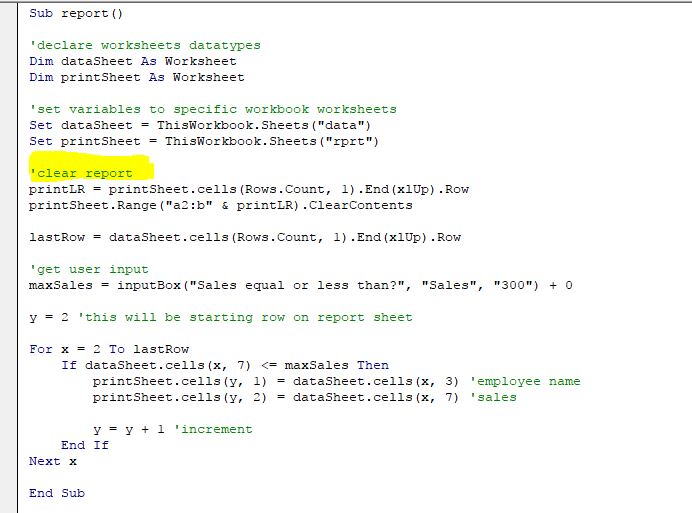 Sub report()
'declare worksheets datatypes
Dim dataSheet As Worksheet
Dim printSheet As Worksheet
'set variables to specific workbook worksheets
Set dataSheet = ThisWorkbook.Sheets("data")
Set printSheet = ThisWorkbook.Sheets("rprt")
'clear report
printLR = printSheet.cells(Rows.Count, 1).End(xlUp).Row
printSheet.Range("a2:b" & printLR).ClearContents
lastRow = dataSheet.cells(Rows.Count, 1).End(xlUp).Row
'get user input
maxSales = inputBox("Sales equal or less than?", "Sales", "300") + 0
y = 2 'this will be starting row on report sheet
For x = 2 To lastRow
If dataSheet.cells(x, 7) <= maxSales Then
printSheet.cells(y, 1) = dataSheet.cells(x, 3) 'employee name
printSheet.cells(y, 2) = dataSheet.cells(x, 7) 'sales
y = y + 1 'increment
End If
Next x
End Sub